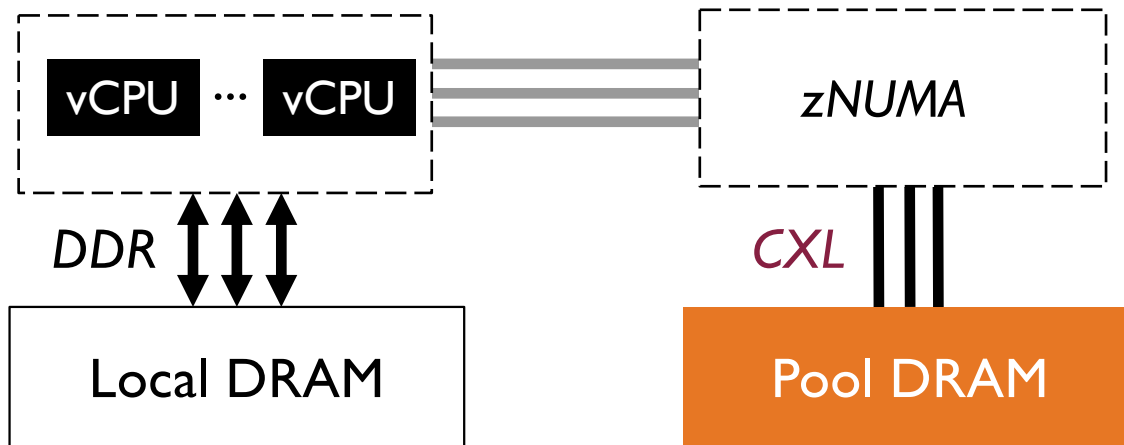 vCPU ... vCPU
zNUMA
DDR
CXL
Local DRAM
Pool DRAM